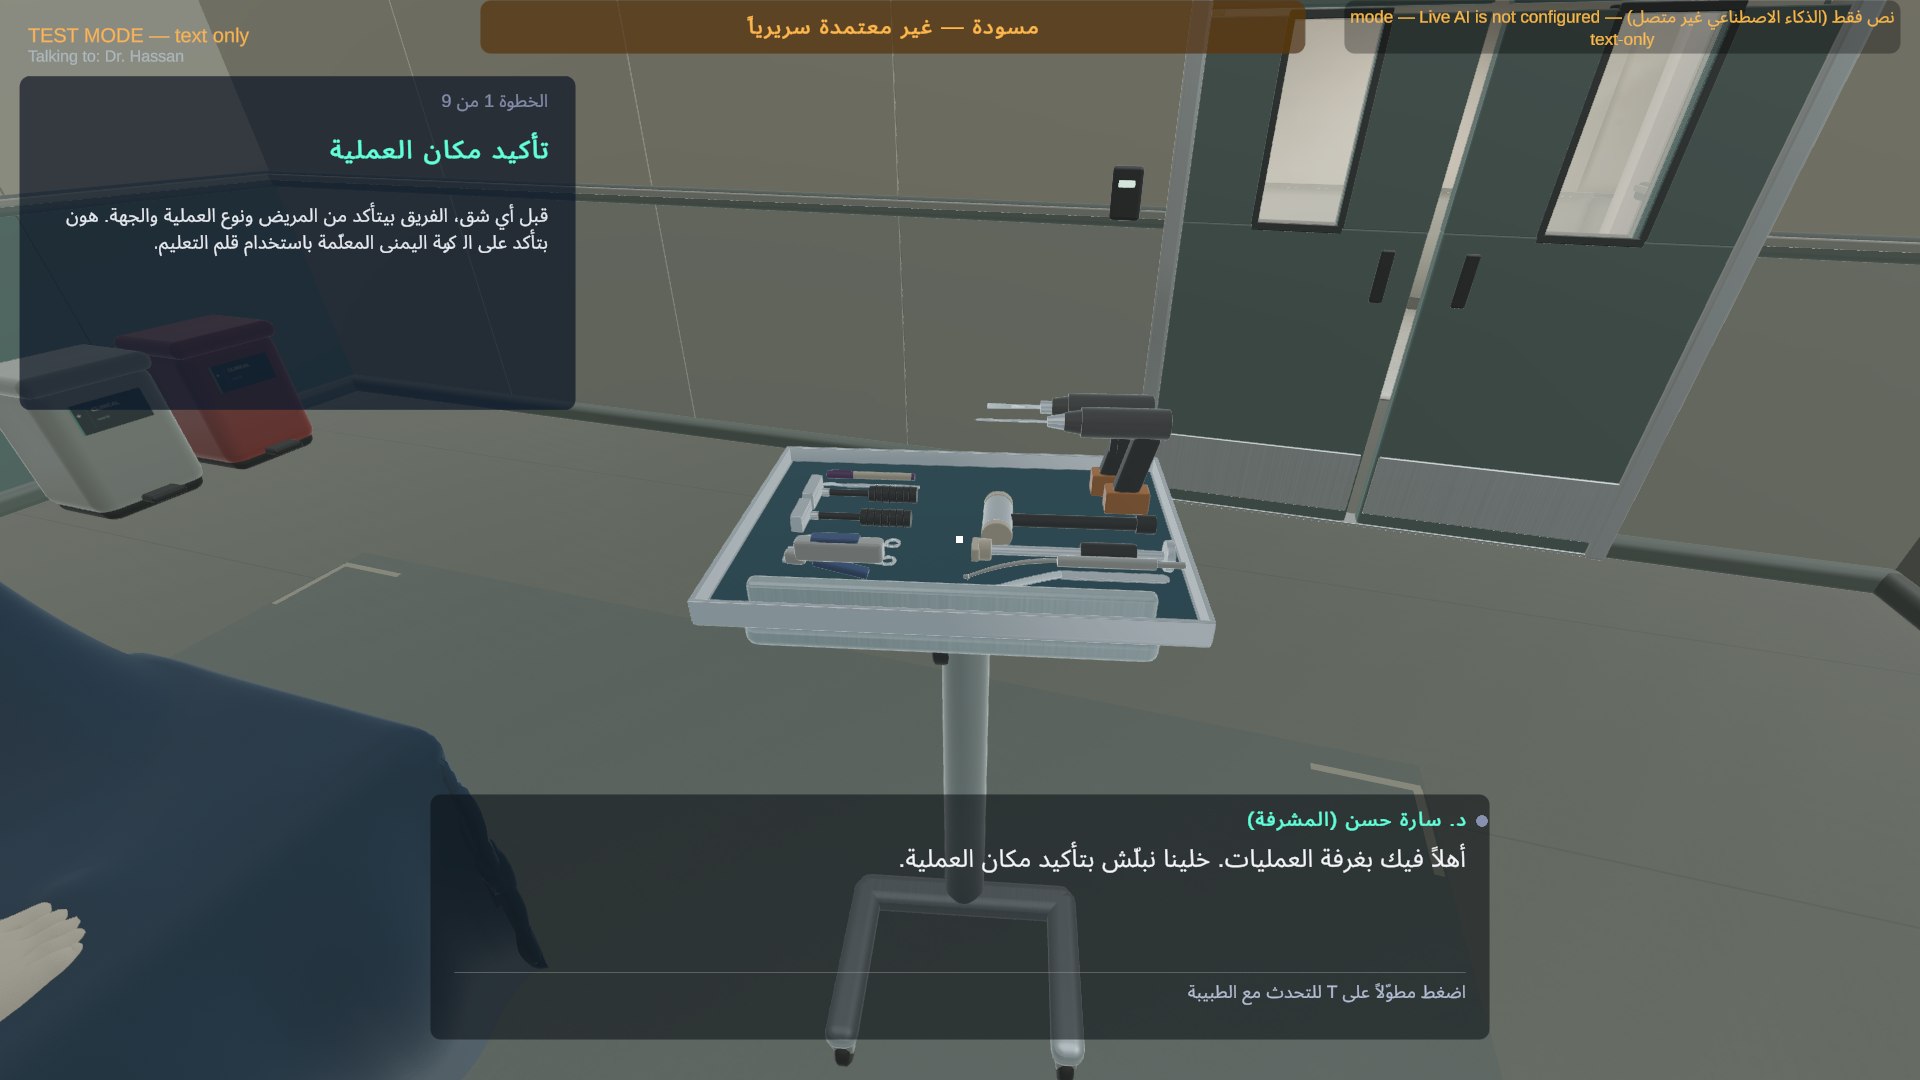 TEST MODE — text only
Talking to: Dr. Hassan
مسودة — غير معتمدة سريرياً
نص فقط (الذكاء الاصطناعي غير متصل) — mode — Live AI is not configured
text-only
الخطوة 1 من 9
تأكيد مكان العملية
قبل أي شق، الفريق بيتأكد من المريض ونوع العملية والجهة. هون
بتأكد على الركبة اليمنى المعلّمة باستخدام قلم التعليم.
د. سارة حسن (المشرفة)
أهلاً فيك بغرفة العمليات. خلينا نبلّش بتأكيد مكان العملية.
اضغط مطوّلاً على T للتحدث مع الطبيبة